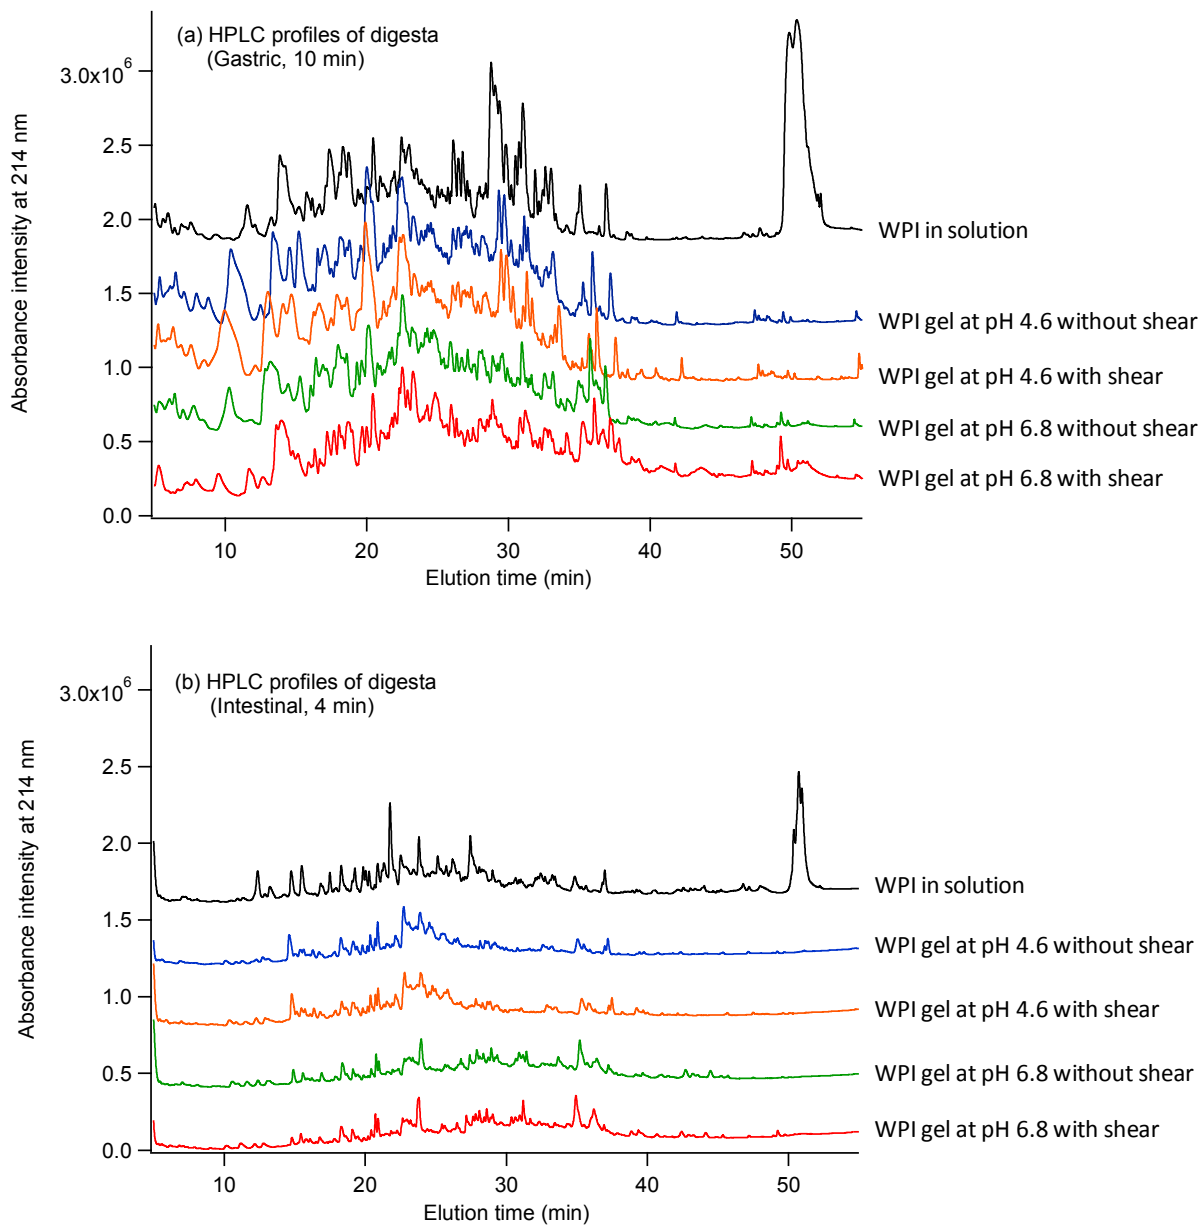 (a) HPLC profiles of digesta
(Gastric, 10 min)
Absorbance intensity at 214 nm
3.0x10⁶
2.5
2.0
1.5
1.0
0.5
0.0
WPI in solution
WPI gel at pH 4.6 without shear
WPI gel at pH 4.6 with shear
WPI gel at pH 6.8 without shear
WPI gel at pH 6.8 with shear
10 20 30 40 50
Elution time (min)
(b) HPLC profiles of digesta
(Intestinal, 4 min)
Absorbance intensity at 214 nm
3.0x10⁶
2.5
2.0
1.5
1.0
0.5
0.0
WPI in solution
WPI gel at pH 4.6 without shear
WPI gel at pH 4.6 with shear
WPI gel at pH 6.8 without shear
WPI gel at pH 6.8 with shear
10 20 30 40 50
Elution time (min)